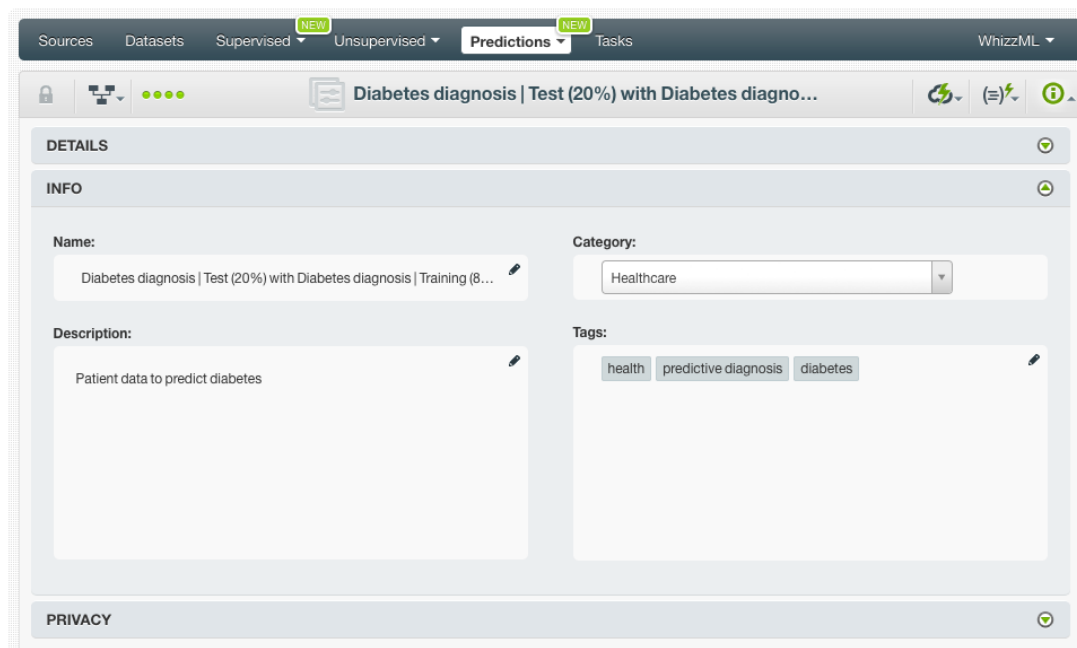 NEW NEW
Sources Datasets Supervised Unsupervised Predictions Tasks WhizzML
Diabetes diagnosis | Test (20%) with Diabetes diagno...
DETAILS
INFO
Name: Category:
Diabetes diagnosis | Test (20%) with Diabetes diagnosis | Training (8... Healthcare
Description: Tags:
Patient data to predict diabetes health predictive diagnosis diabetes
PRIVACY